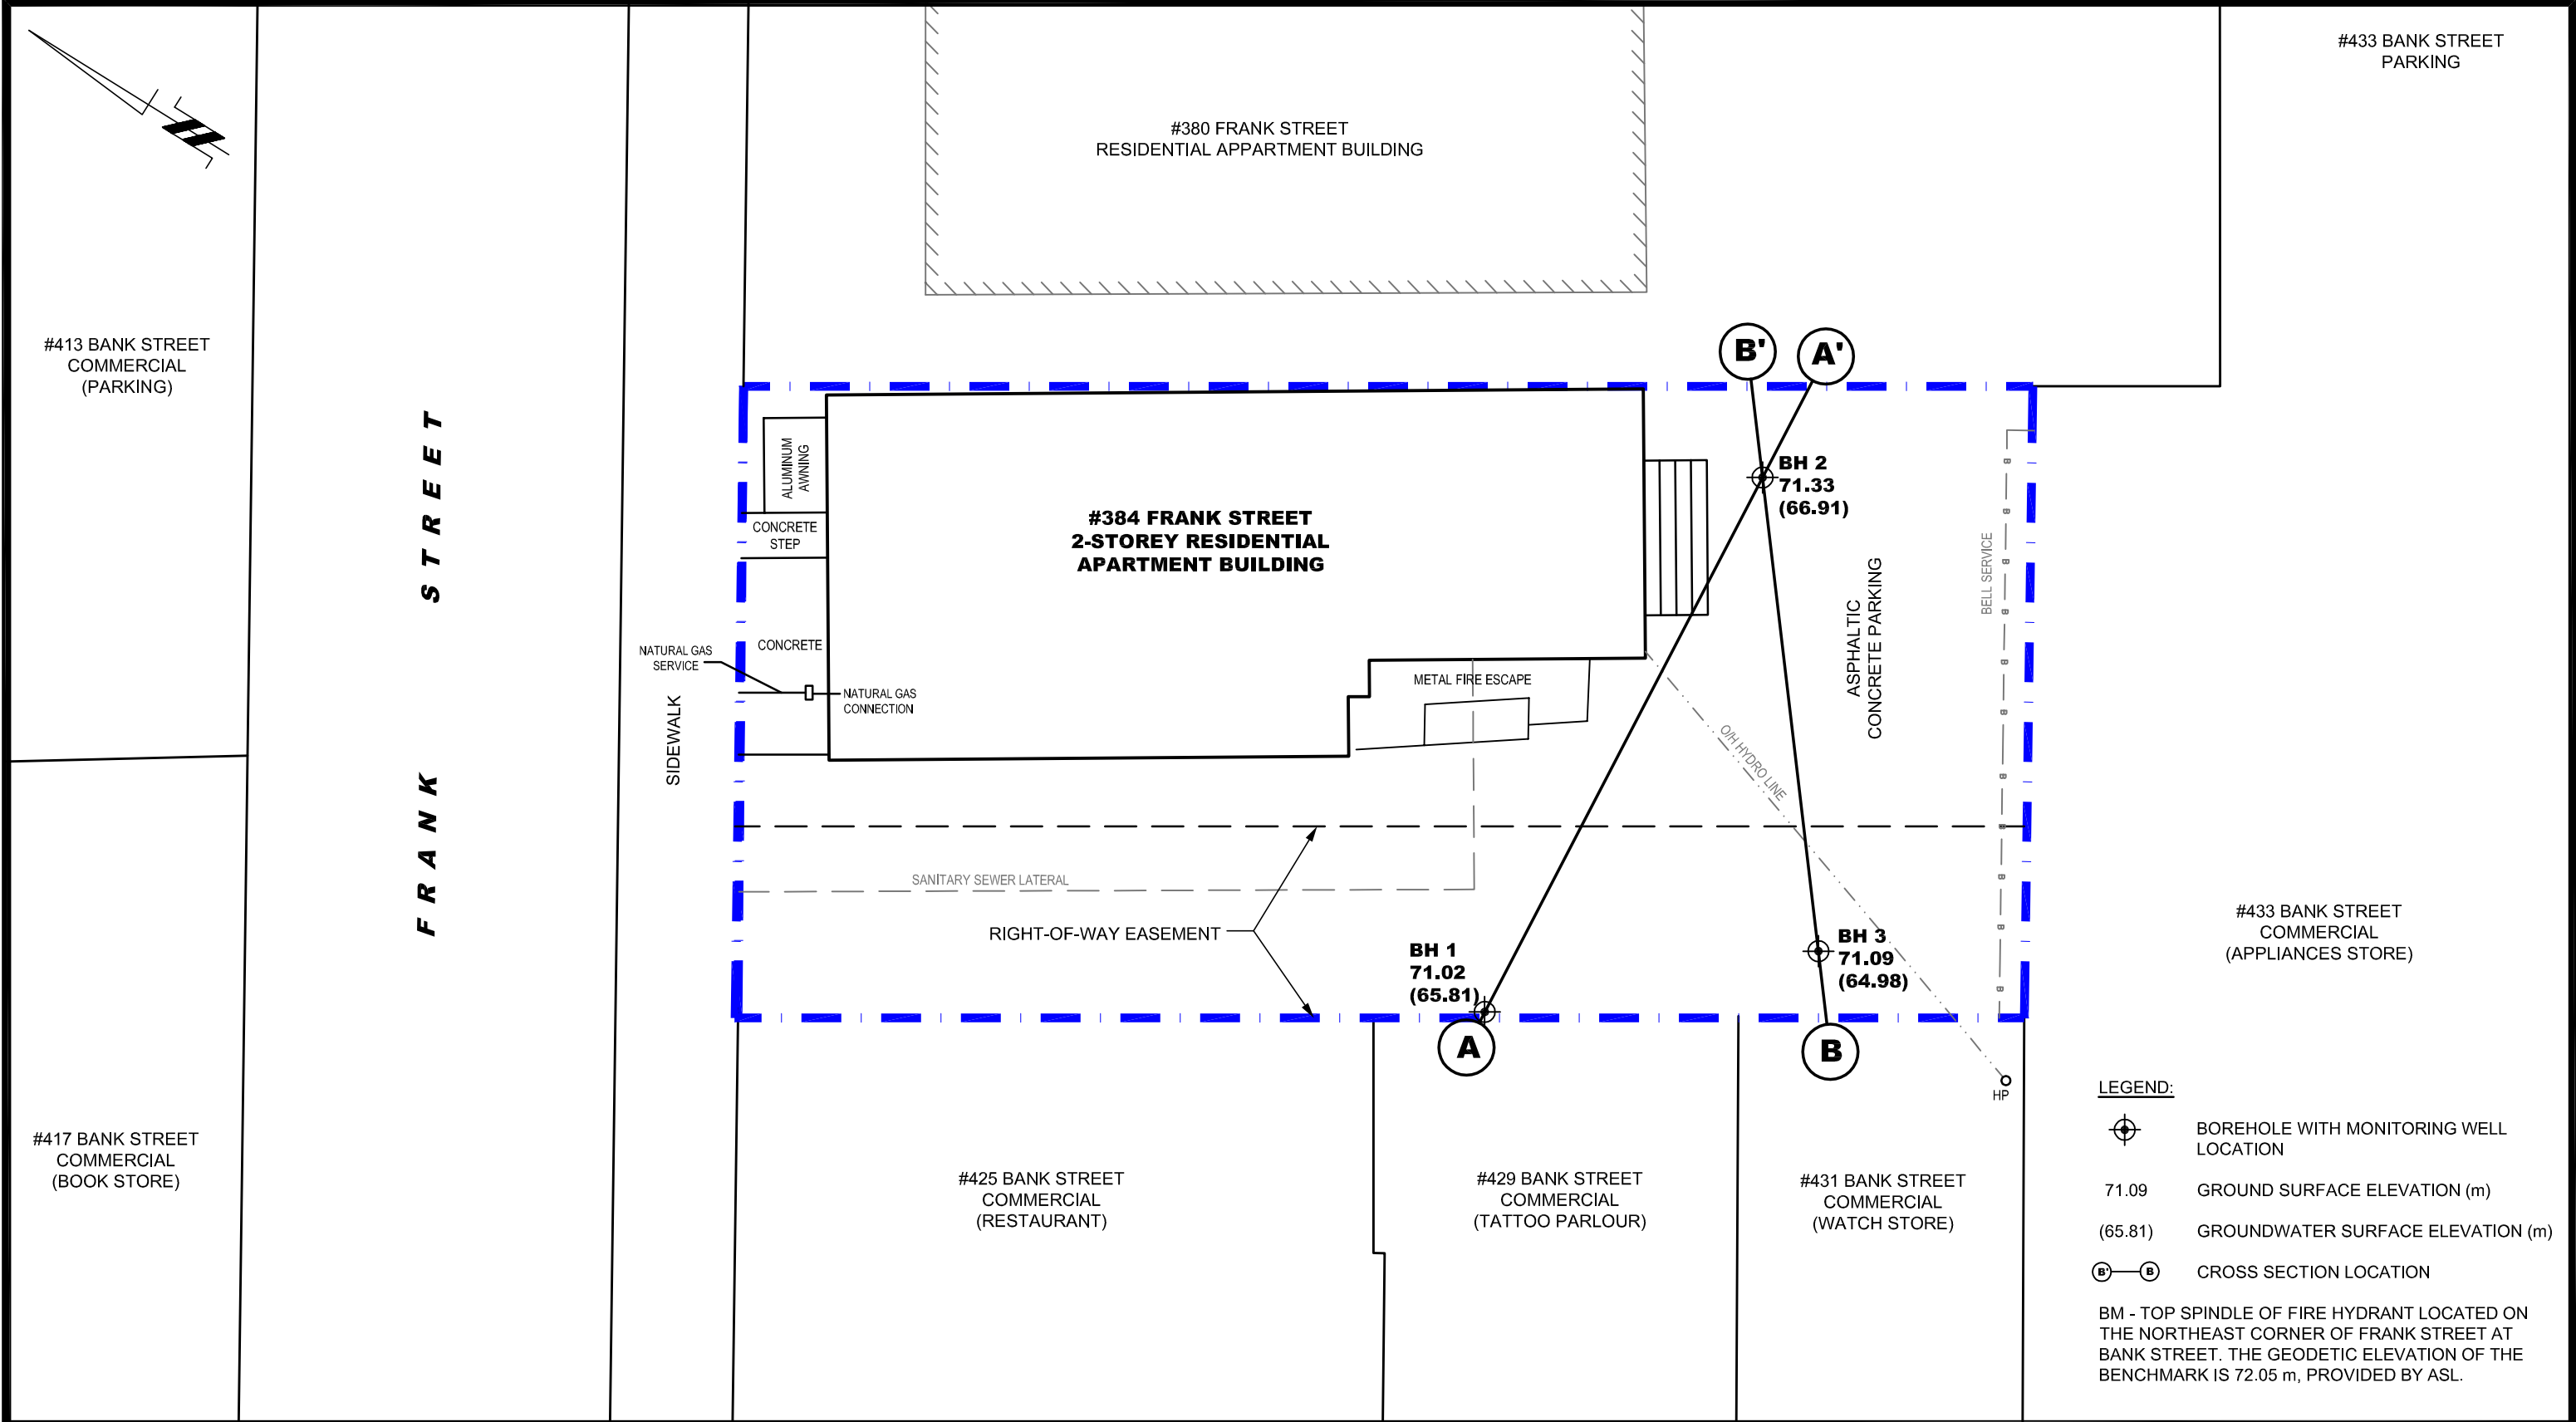 #433 BANK STREET
PARKING
#380 FRANK STREET
RESIDENTIAL APPARTMENT BUILDING
#413 BANK STREET
COMMERCIAL
(PARKING)
FRANK STREET
SIDEWALK
B'
A'
ALUMINUM
AWNING
CONCRETE
STEP
CONCRETE
NATURAL GAS
SERVICE
NATURAL GAS
CONNECTION
#384 FRANK STREET
2-STOREY RESIDENTIAL
APARTMENT BUILDING
METAL FIRE ESCAPE
BH 2
71.33
(66.91)
ASPHALTIC
CONCRETE PARKING
BELL SERVICE
B
B
B
B
B
B
B
B
B
B
B
B
O/H HYDRO LINE
SANITARY SEWER LATERAL
RIGHT-OF-WAY EASEMENT
BH 1
71.02
(65.81)
BH 3
71.09
(64.98)
A
B
HP
#433 BANK STREET
COMMERCIAL
(APPLIANCES STORE)
#417 BANK STREET
COMMERCIAL
(BOOK STORE)
#425 BANK STREET
COMMERCIAL
(RESTAURANT)
#429 BANK STREET
COMMERCIAL
(TATTOO PARLOUR)
#431 BANK STREET
COMMERCIAL
(WATCH STORE)
LEGEND:
BOREHOLE WITH MONITORING WELL
LOCATION
71.09 GROUND SURFACE ELEVATION (m)
(65.81) GROUNDWATER SURFACE ELEVATION (m)
B' B CROSS SECTION LOCATION
BM - TOP SPINDLE OF FIRE HYDRANT LOCATED ON
THE NORTHEAST CORNER OF FRANK STREET AT
BANK STREET. THE GEODETIC ELEVATION OF THE
BENCHMARK IS 72.05 m, PROVIDED BY ASL.